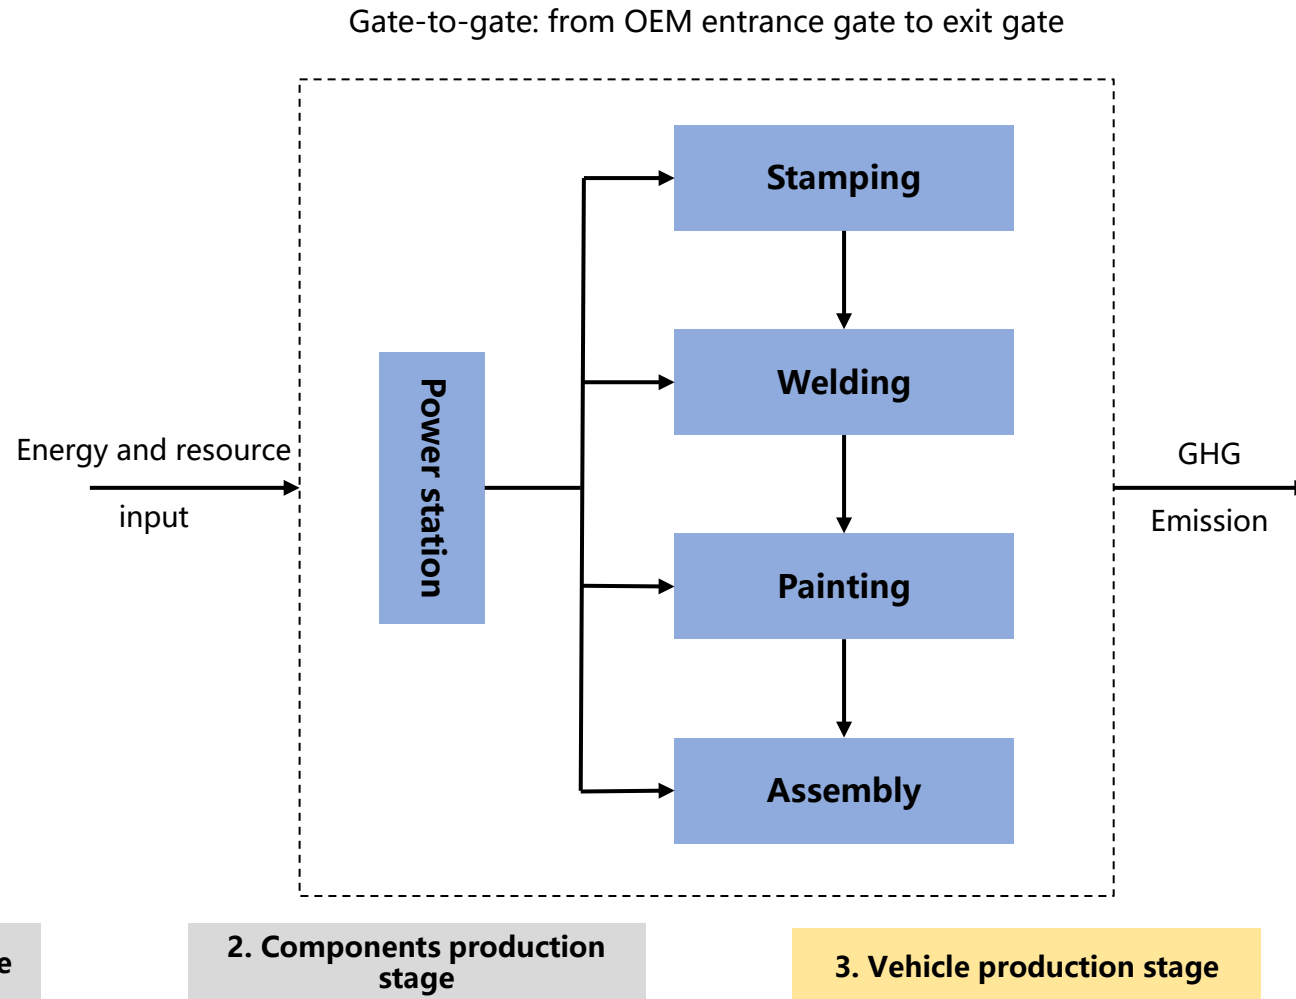 Gate-to-gate: from OEM entrance gate to exit gate
Stamping
Welding
Power station
Energy and resource
input
GHG
Emission
Painting
Assembly
e
2. Components production
stage
3. Vehicle production stage